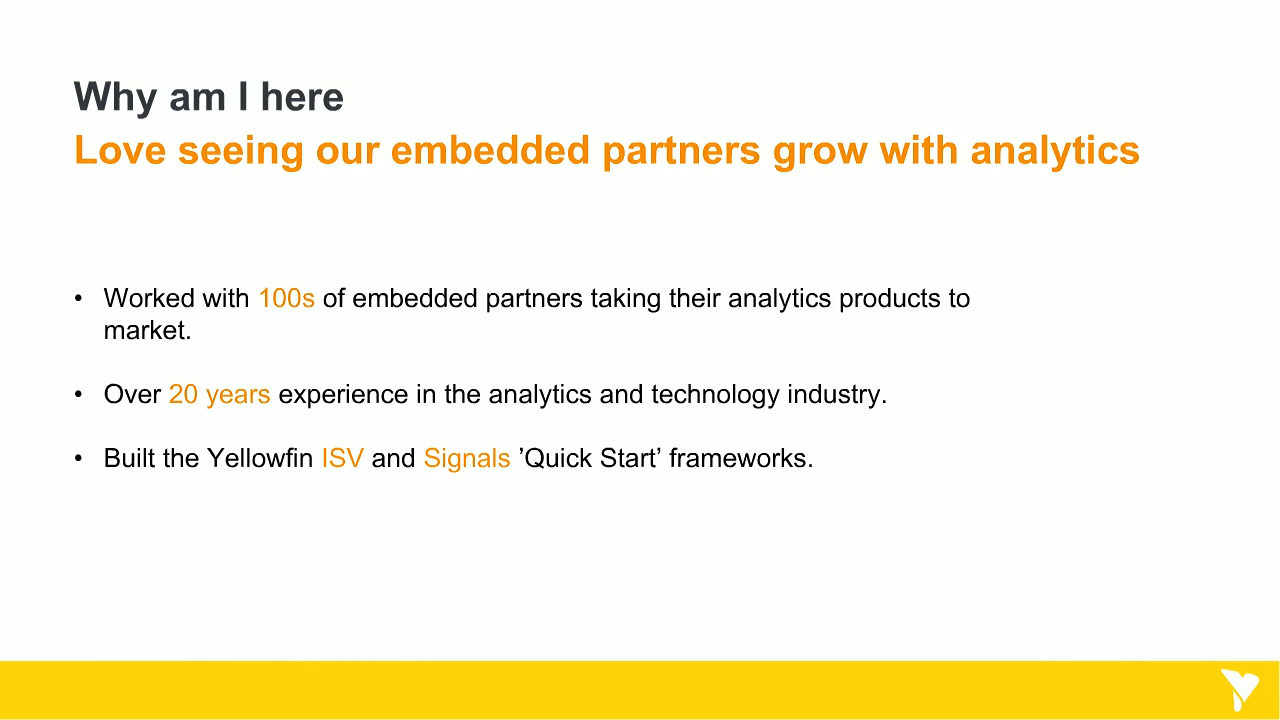 Why am I here
Love seeing our embedded partners grow with analytics
• Worked with 100s of embedded partners taking their analytics products to
market.
• Over 20 years experience in the analytics and technology industry.
• Built the Yellowfin ISV and Signals ’Quick Start’ frameworks.